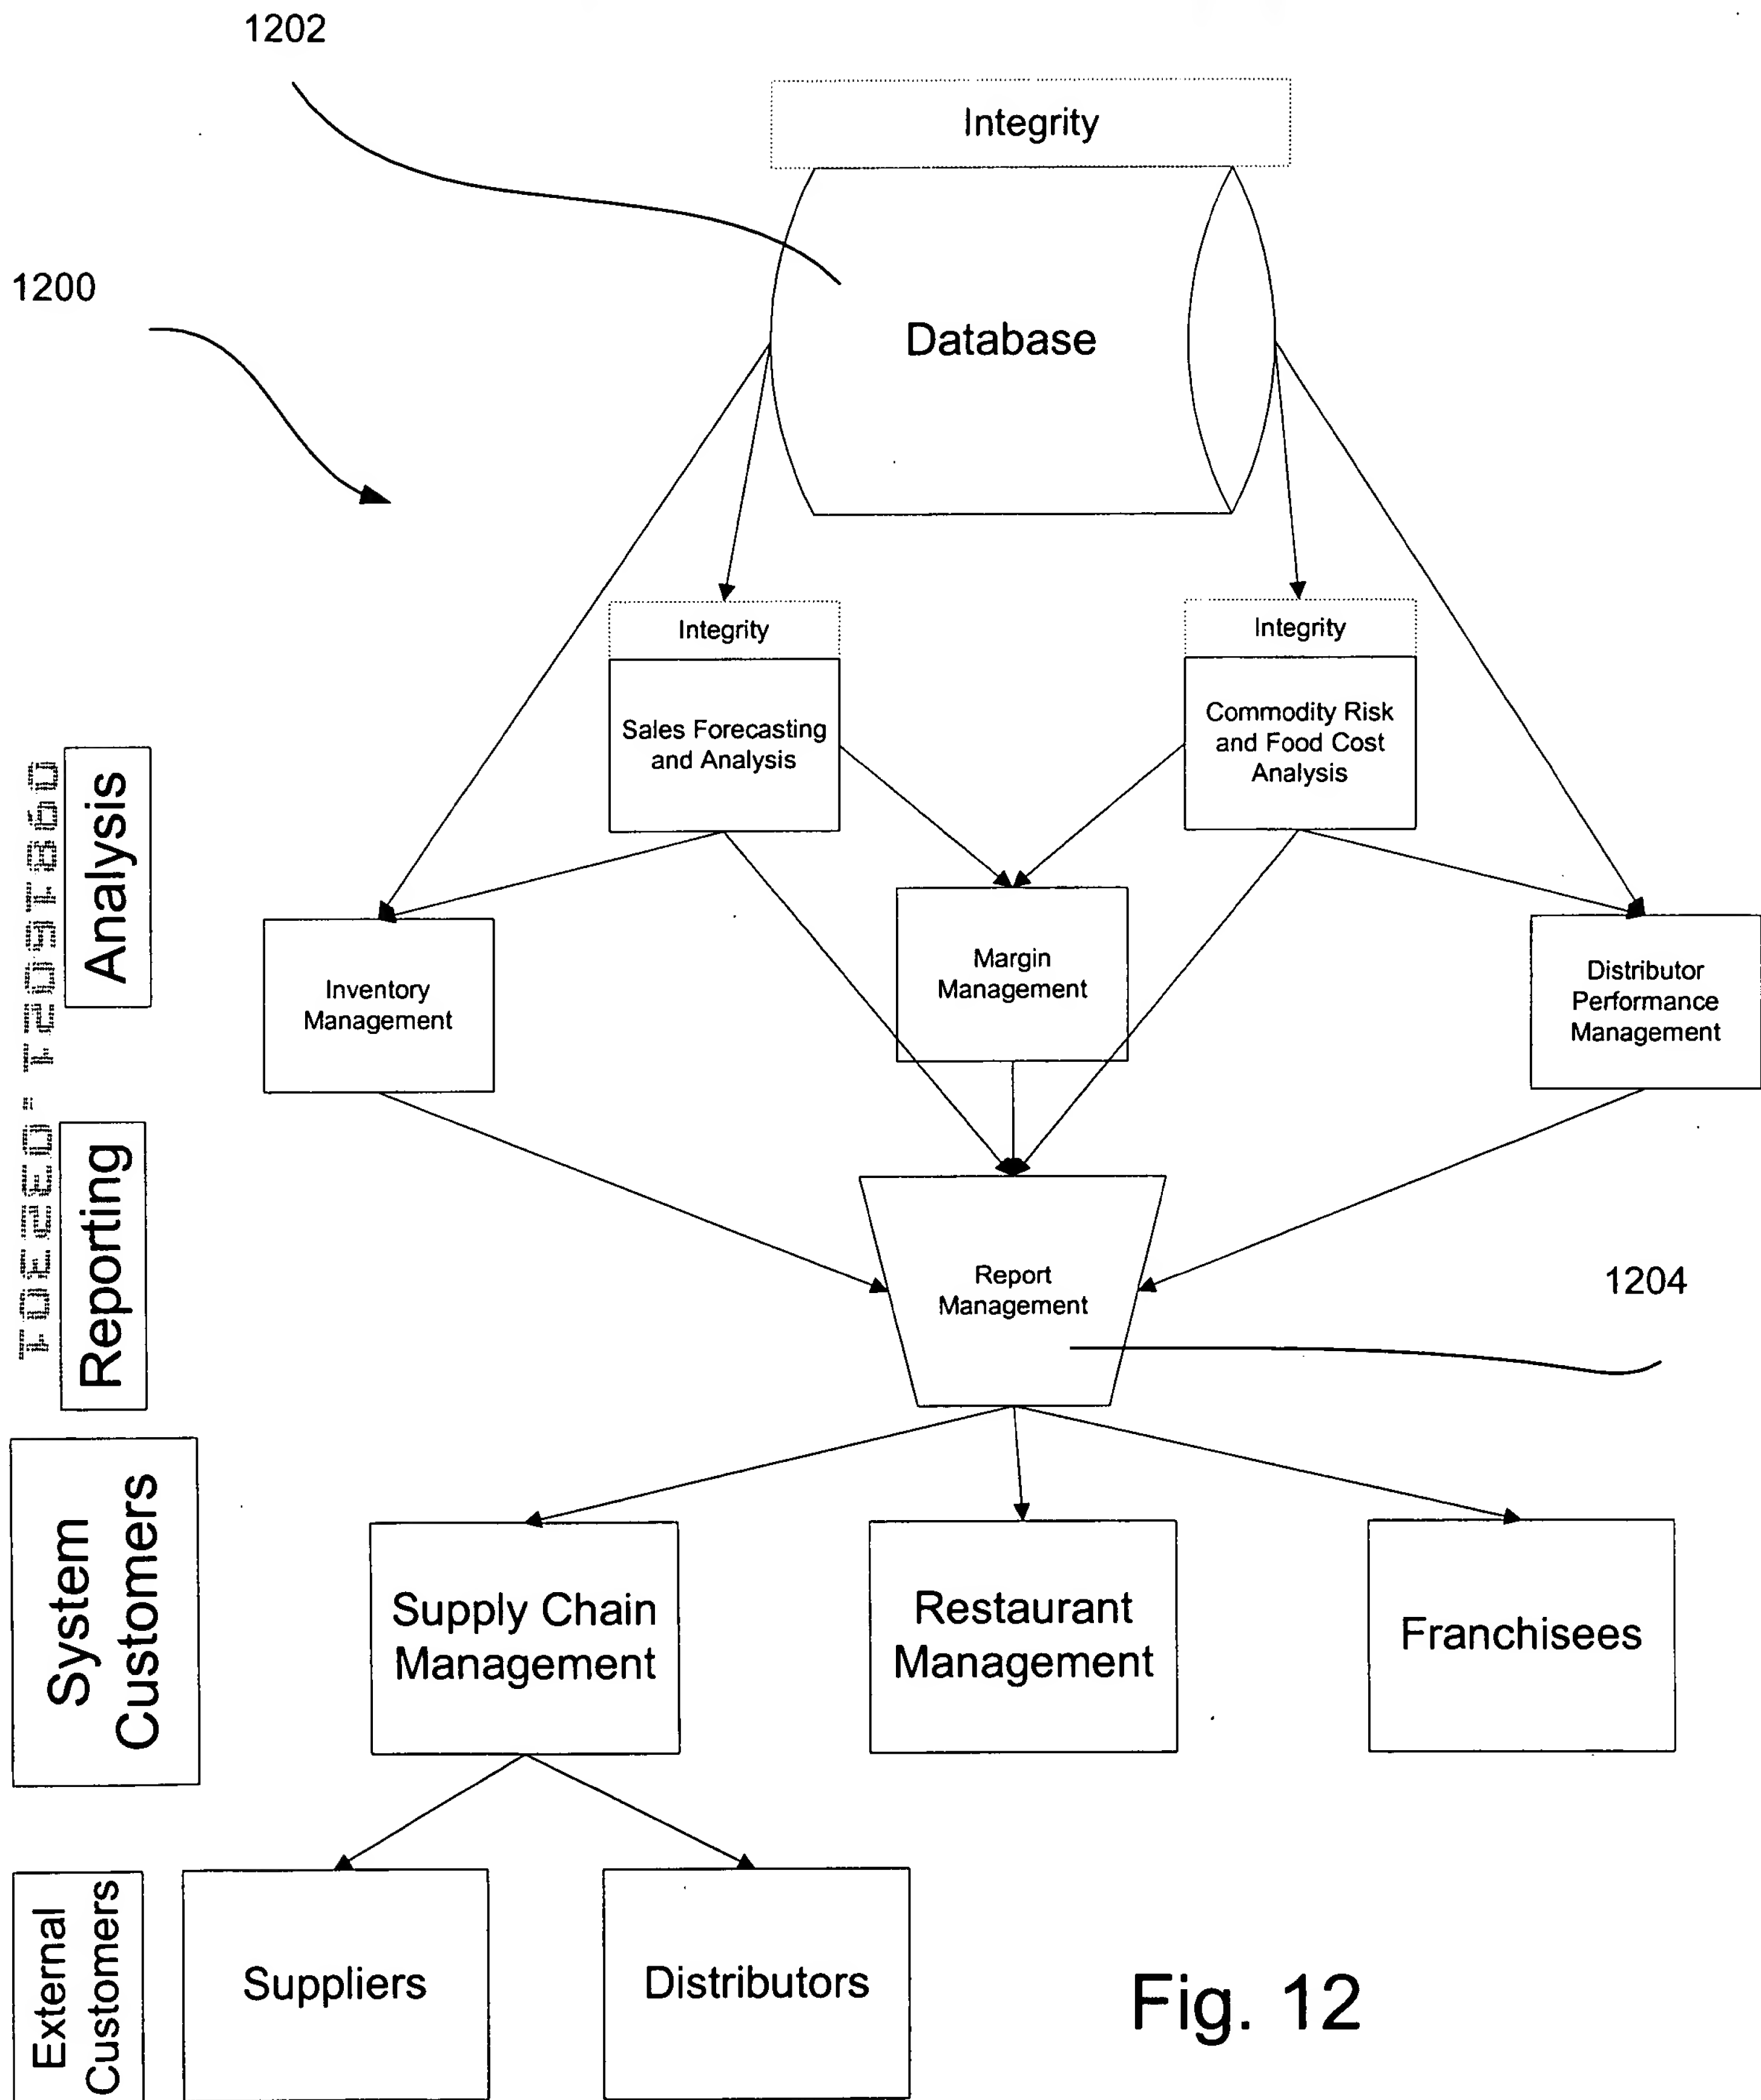 1202
Integrity
1200
Database
Integrity
Integrity
Sales Forecasting
and Analysis
Commodity Risk
and Food Cost
Analysis
Analysis
Inventory
Management
Margin
Management
Distributor
Performance
Management
Reporting
Report
Management
1204
System
Customers
Supply Chain
Management
Restaurant
Management
Franchisees
External
Customers
Suppliers
Distributors
Fig. 12